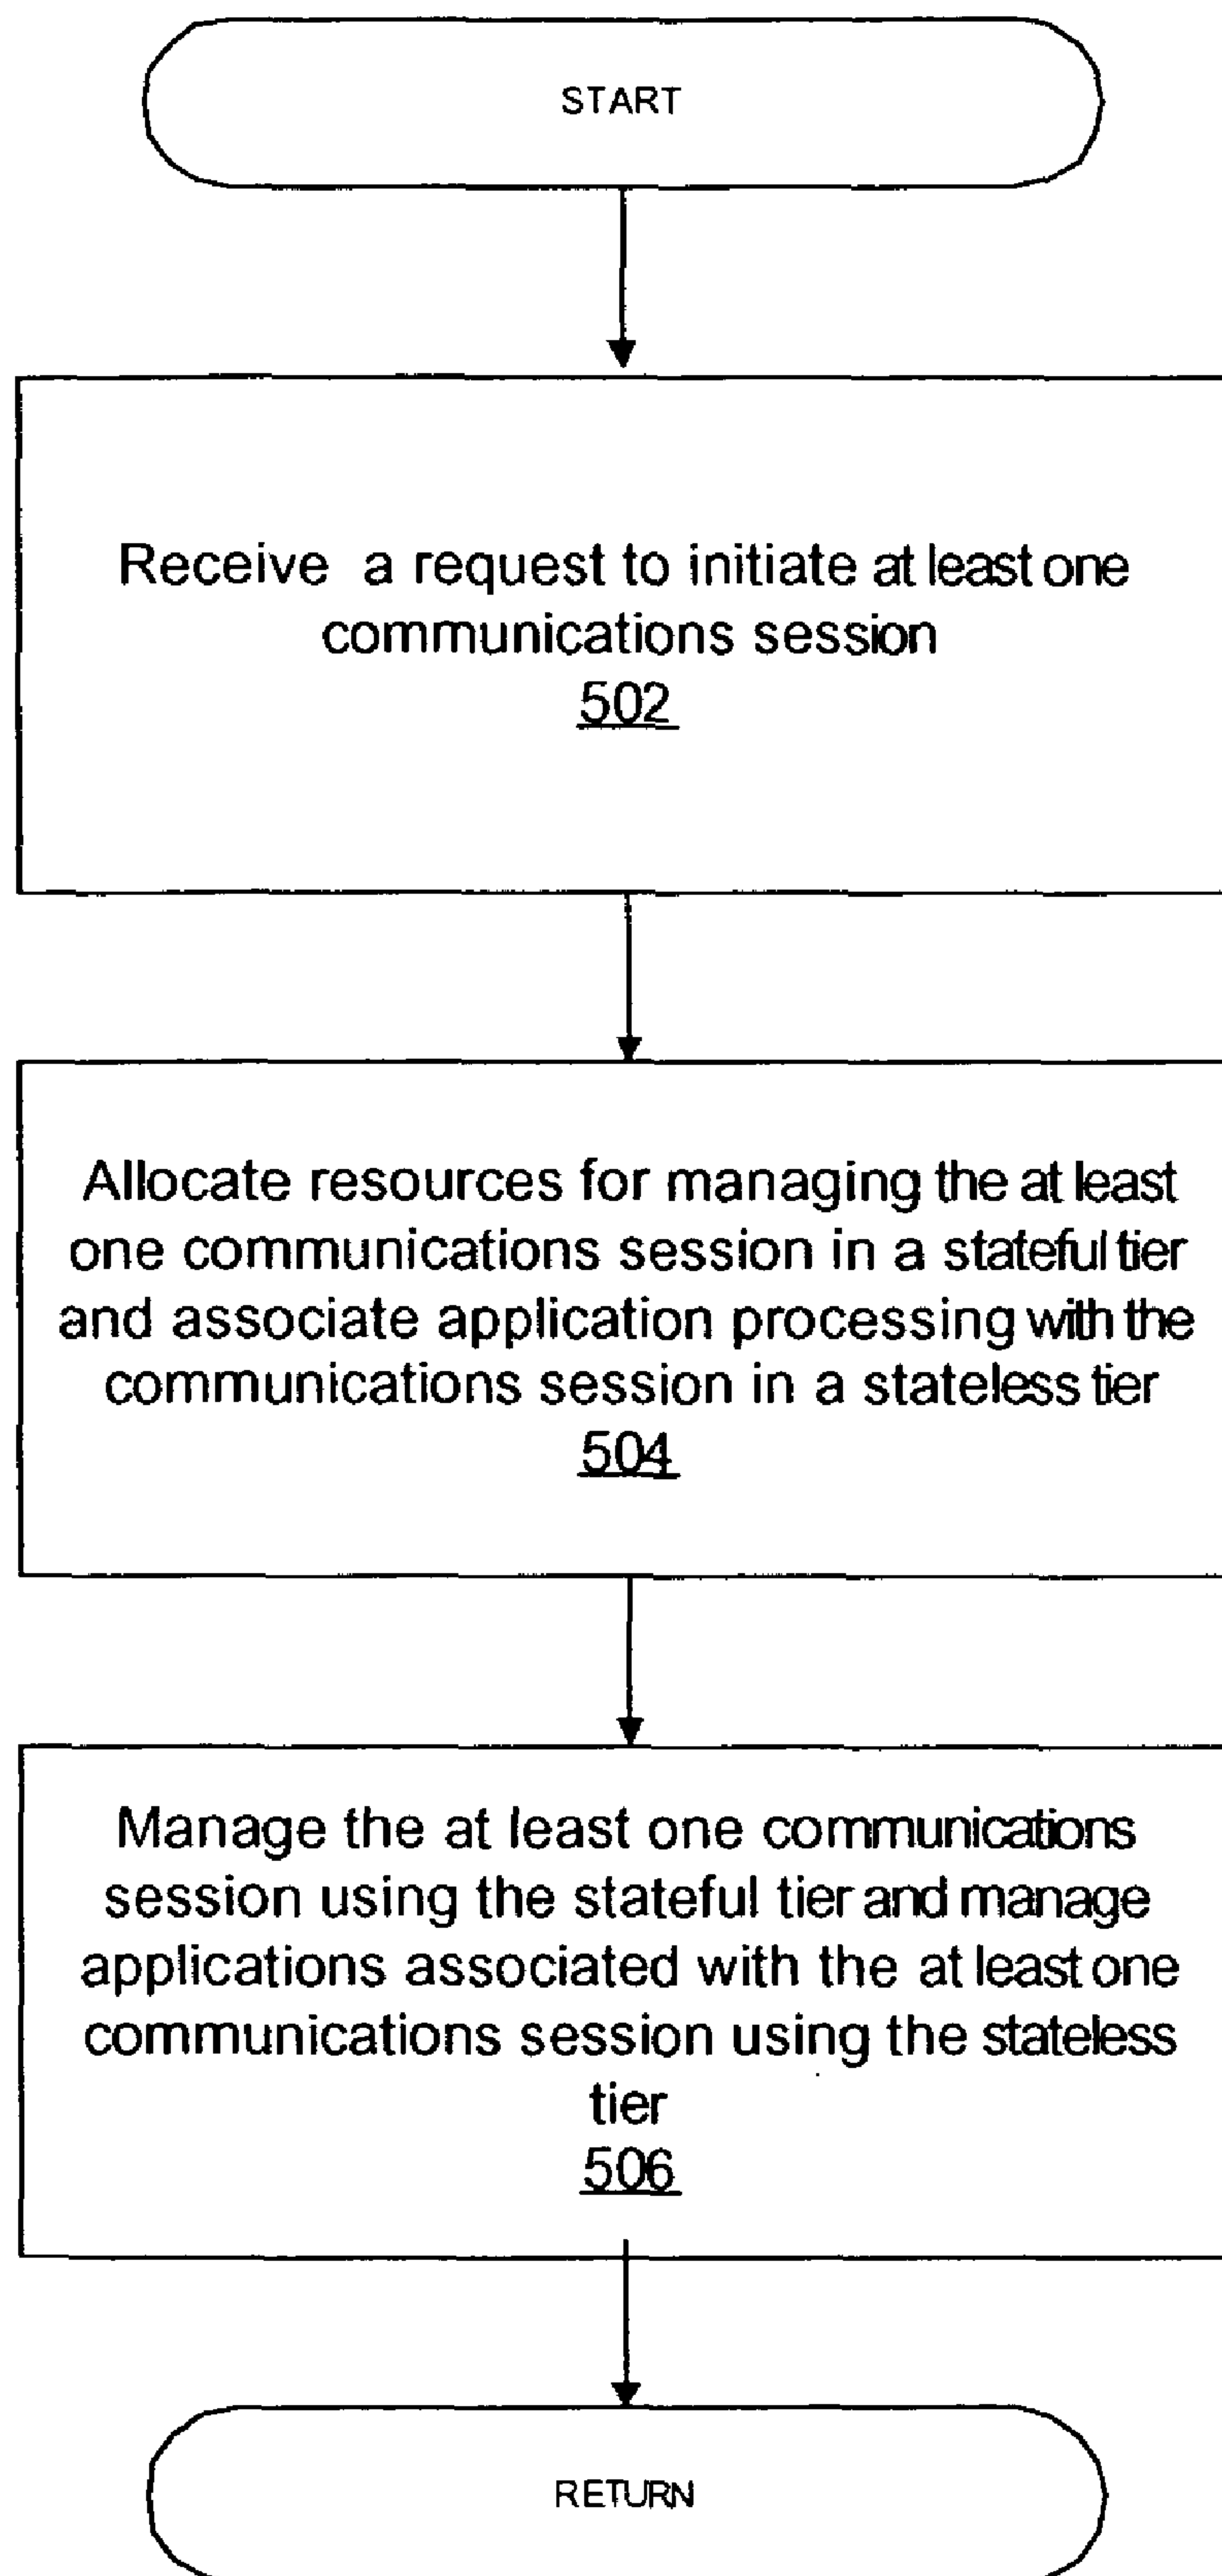 START
Receive a request to initiate at least one
communications session
502
Allocate resources for managing the at least
one communications session in a stateful tier
and associate application processing with the
communications session in a stateless tier
504
Manage the at least one communications
session using the stateful tier and manage
applications associated with the at least one
communications session using the stateless
tier
506
RETURN